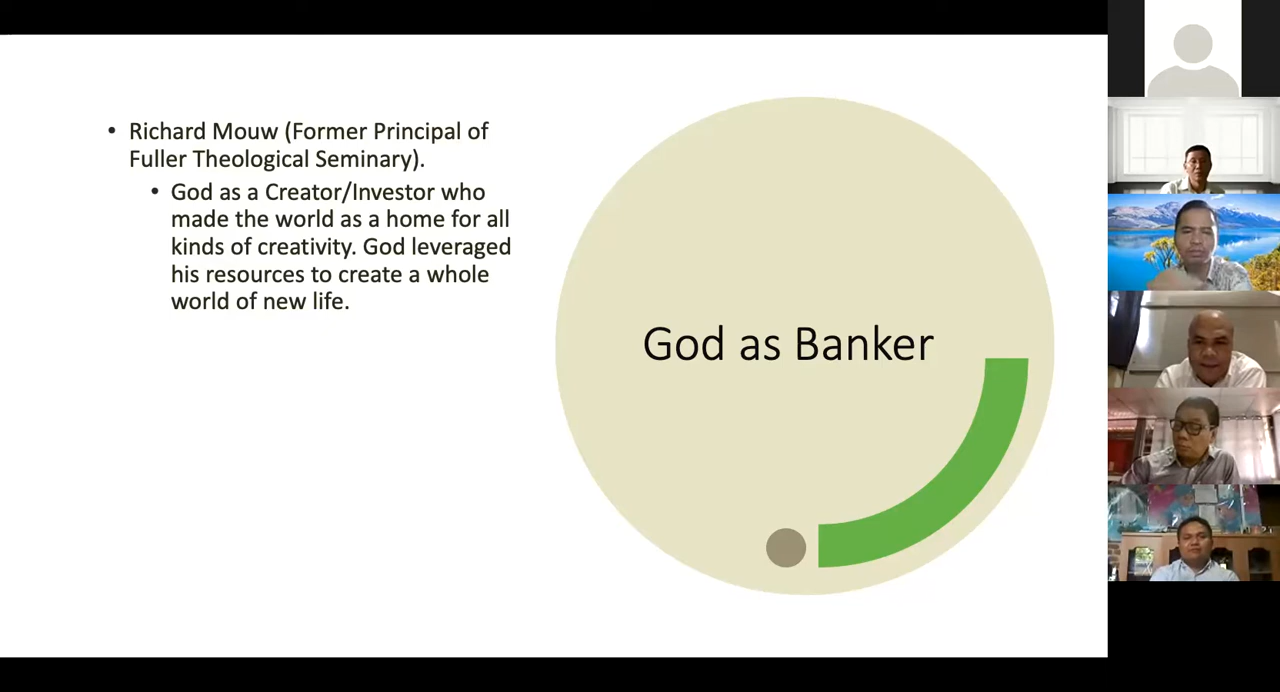 • Richard Mouw (Former Principal of
Fuller Theological Seminary).
• God as a Creator/Investor who
made the world as a home for all
kinds of creativity. God leveraged
his resources to create a whole
world of new life.
God as Banker